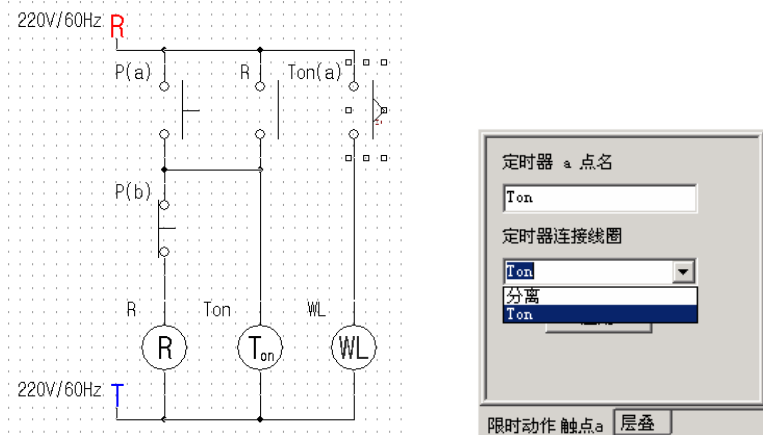 220V/60Hz R
P(a) R Ton(a)
P(b)
R Ton WL
R Ton WL
220V/60Hz T
定时器 a 点名
Ton
定时器连接线圈
Ton
分离
Ton
限时动作 触点a 层叠